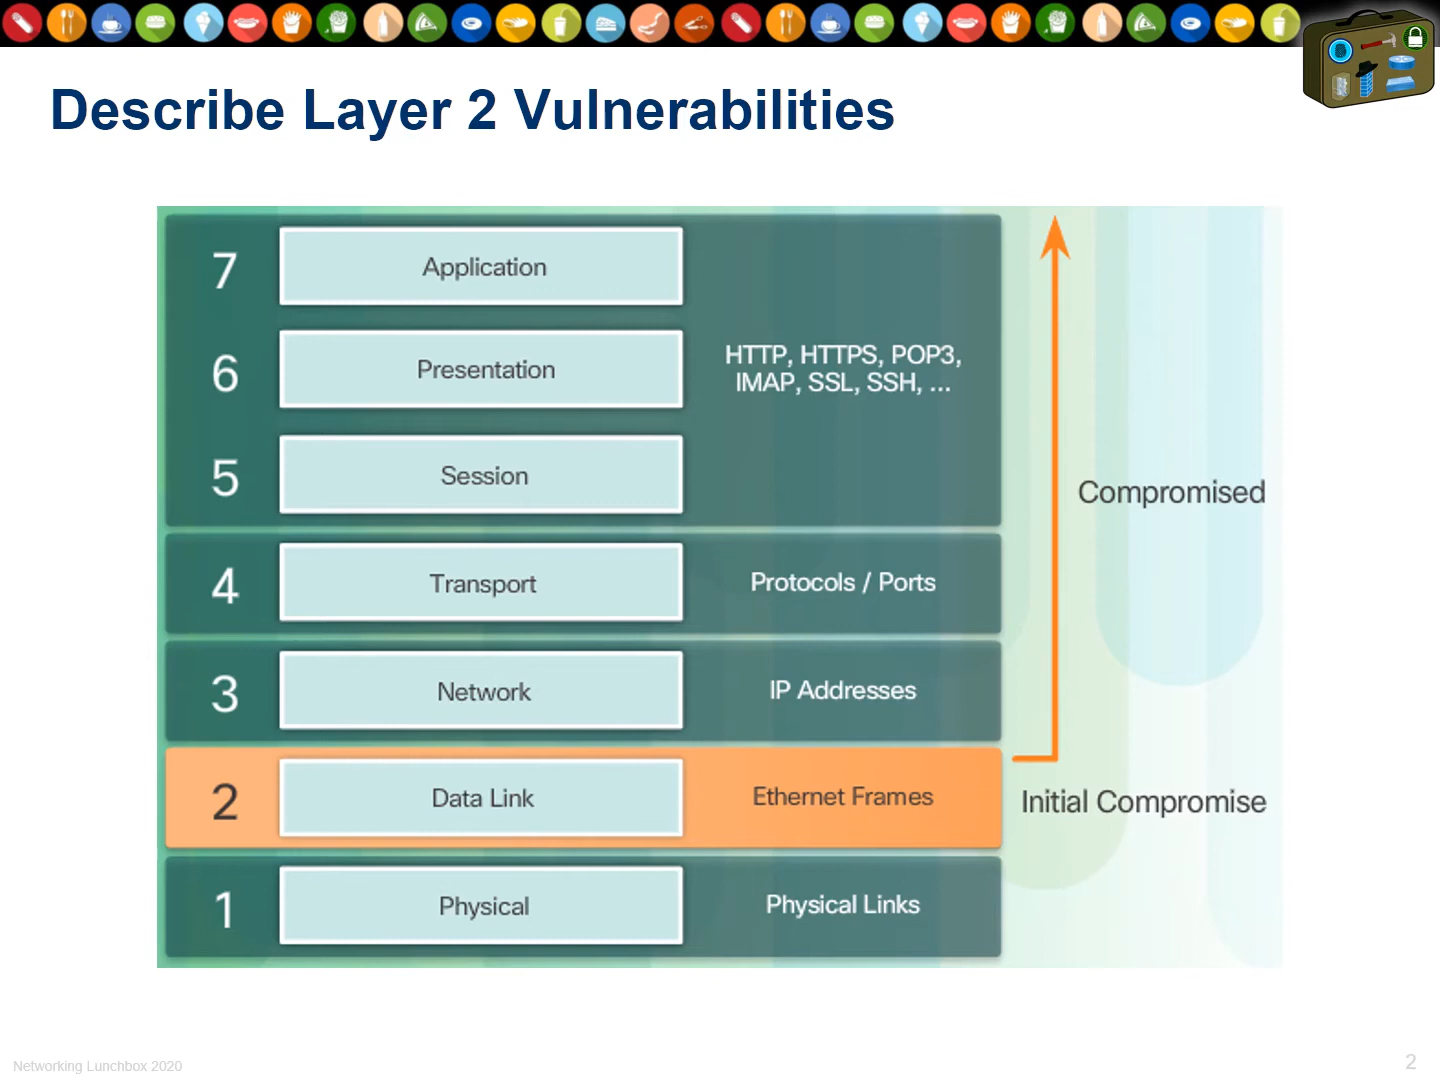 Describe Layer 2 Vulnerabilities
7
Application
6
Presentation
HTTP, HTTPS, POP3,
IMAP, SSL, SSH, ...
5
Session
Compromised
4
Transport
Protocols / Ports
3
Network
IP Addresses
2
Data Link
Ethernet Frames
Initial Compromise
1
Physical
Physical Links
Networking Lunchbox 2020
2